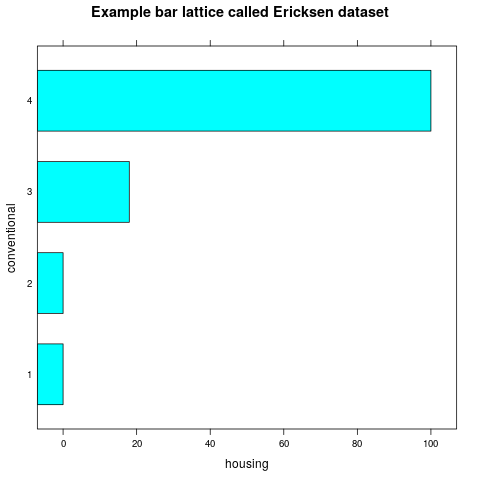 Example bar lattice called Ericksen dataset
4
3
2
1
conventional
0 20 40 60 80 100
housing